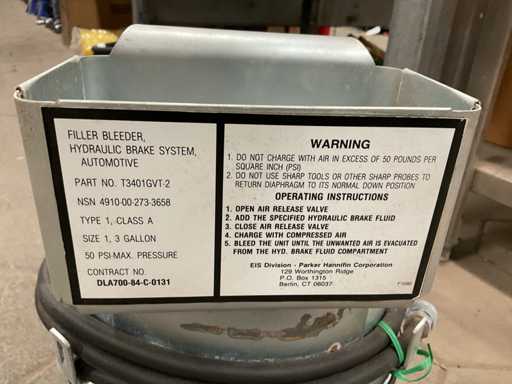 FILLER BLEEDER,
HYDRAULIC BRAKE SYSTEM,
AUTOMOTIVE
PART NO. T3401GVT-2
NSN 4910-00-273-3658
TYPE 1, CLASS A
SIZE 1, 3 GALLON
50 PSI-MAX. PRESSURE
CONTRACT NO.
DLA700-84-C-0131
WARNING
1. DO NOT CHARGE WITH AIR IN EXCESS OF 50 POUNDS PER
SQUARE INCH (PSI)
2. DO NOT USE SHARP TOOLS OR OTHER SHARP PROBES TO
RETURN DIAPHRAGM TO ITS NORMAL DOWN POSITION
OPERATING INSTRUCTIONS
1. OPEN AIR RELEASE VALVE
2. ADD THE SPECIFIED HYDRAULIC BRAKE FLUID
3. CLOSE AIR RELEASE VALVE
4. CHARGE WITH COMPRESSED AIR
5. BLEED THE UNIT UNTIL THE UNWANTED AIR IS EVACUATED
FROM THE HYD. BRAKE FLUID COMPARTMENT
EIS Division - Parker Hannifin Corporation
129 Worthington Ridge
P.O. Box 1315
Berlin, CT 06037